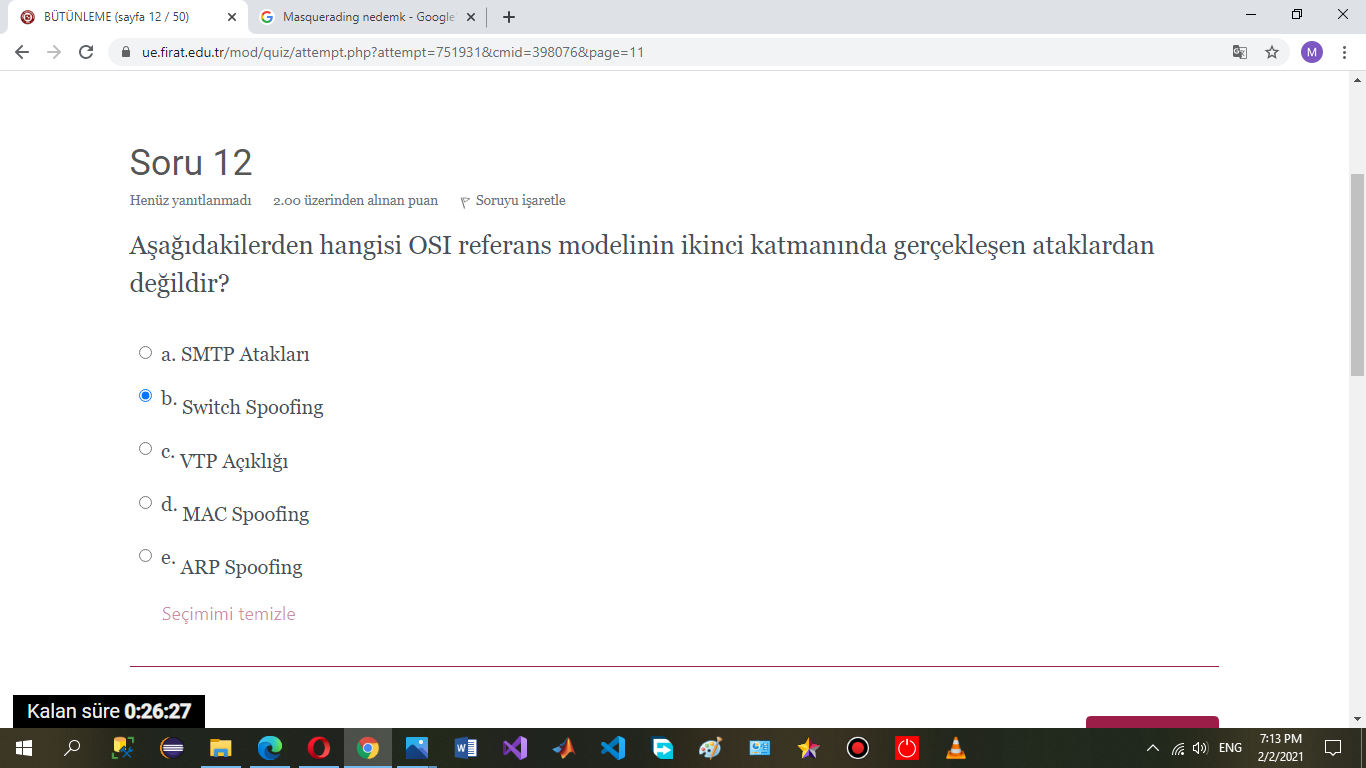 BÜTÜNLEME (sayfa 12 / 50)
Masquerading nedemk - Google
ue.firat.edu.tr/mod/quiz/attempt.php?attempt=751931&cmid=398076&page=11
M
Soru 12
Henüz yanıtlanmadı 2.00 üzerinden alınan puan Soruyu işaretle
Aşağıdakilerden hangisi OSI referans modelinin ikinci katmanında gerçekleşen ataklardan
değildir?
a. SMTP Atakları
b. Switch Spoofing
c. VTP Açıklığı
d. MAC Spoofing
e. ARP Spoofing
Seçimimi temizle
Kalan süre 0:26:27
ENG
7:13 PM
2/2/2021